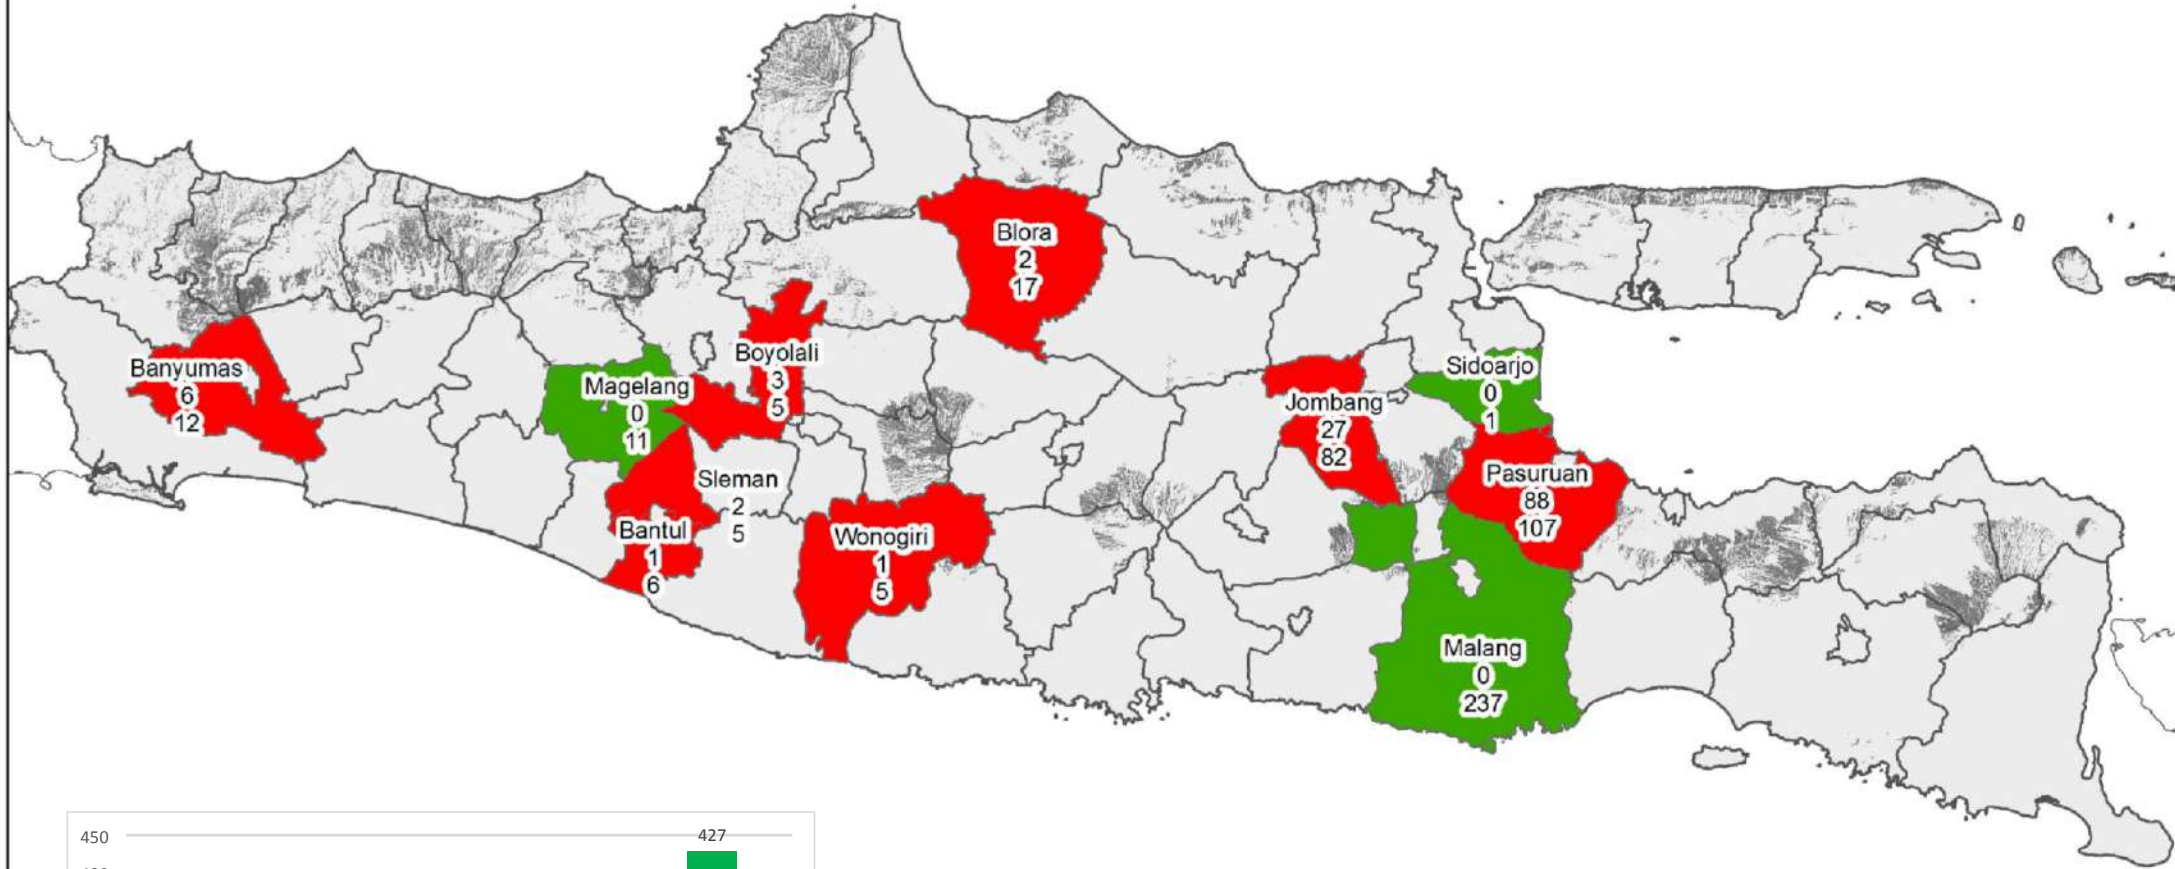 Blora
2
17
Banyumas
6
12
Magelang
0
11
Boyolali
3
5
Sidoarjo
0
1
Jombang
27
82
Sleman
2
5
Pasuruan
88
107
Bantul
1
6
Wonogiri
1
5
Malang
0
237
450
427